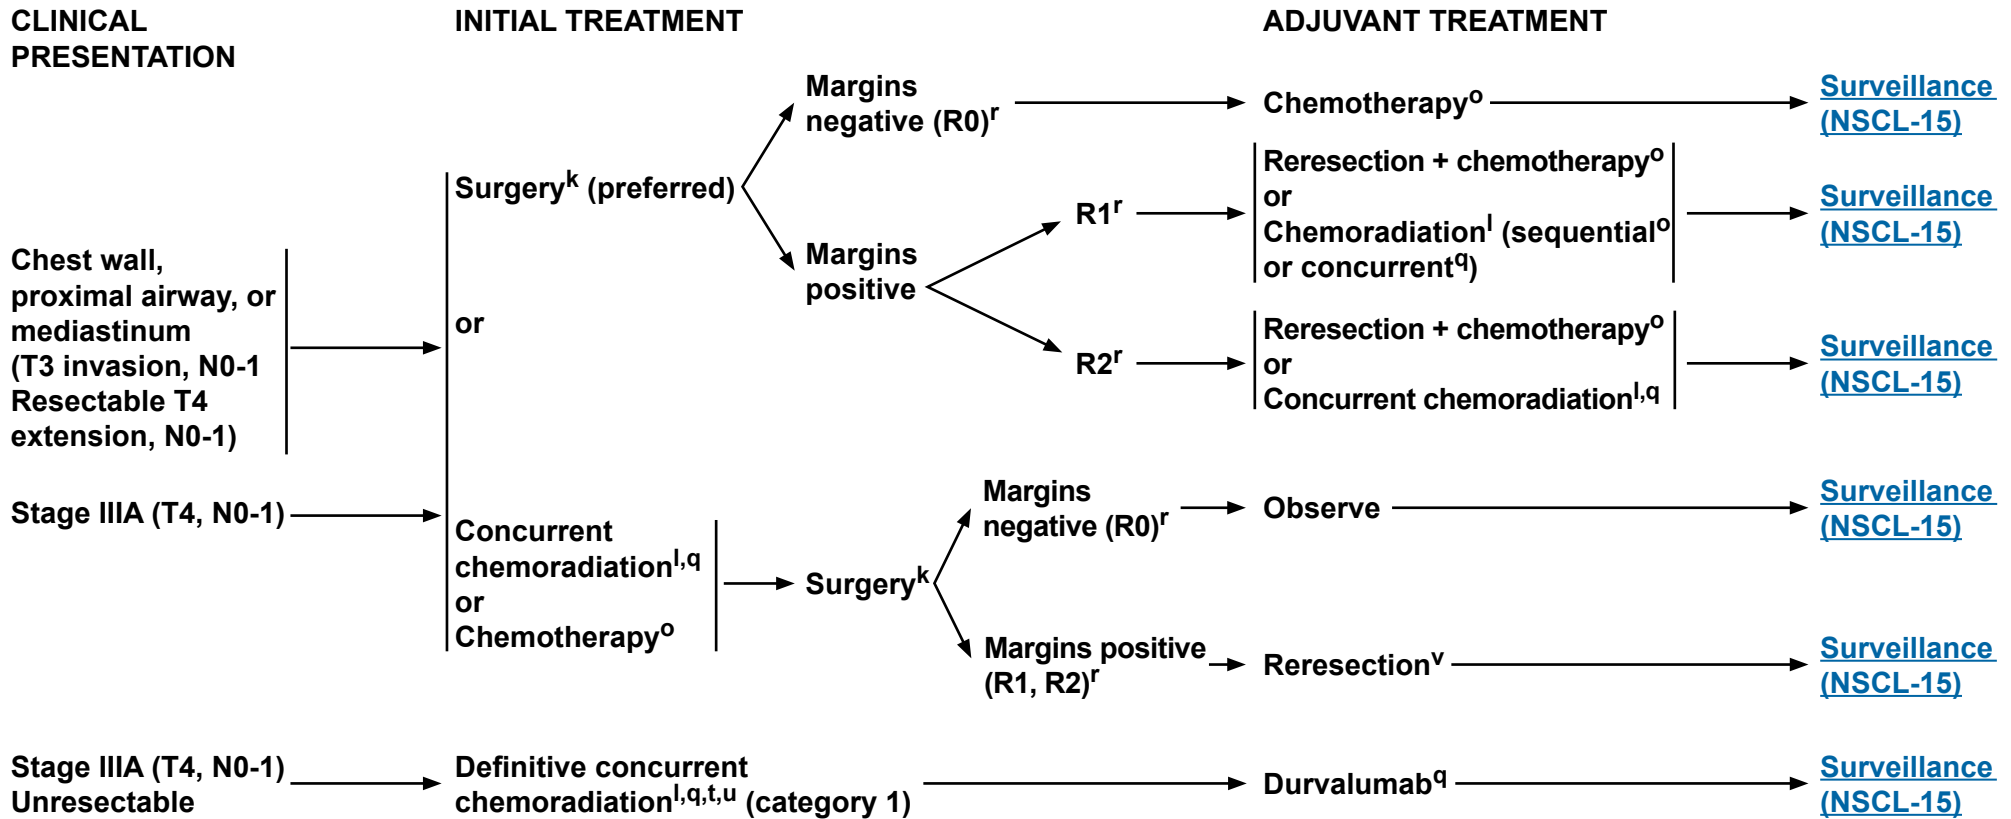 CLINICAL
PRESENTATION
INITIAL TREATMENT
ADJUVANT TREATMENT
Chest wall,
proximal airway, or
mediastinum
(T3 invasion, N0-1
Resectable T4
extension, N0-1)
Stage IIIA (T4, N0-1)
Surgeryᵏ (preferred)
or
Concurrent
chemoradiationˡ,q
or
Chemotherapyᵒ
Margins
negative (R0)ʳ
Chemotherapyᵒ
Surveillance
(NSCL-15)
Margins
positive
R1ʳ
Reresection + chemotherapyᵒ
or
Chemoradiationˡ (sequentialᵒ
or concurrentq)
Surveillance
(NSCL-15)
R2ʳ
Reresection + chemotherapyᵒ
or
Concurrent chemoradiationˡ,q
Surveillance
(NSCL-15)
Surgeryᵏ
Margins
negative (R0)ʳ
Observe
Surveillance
(NSCL-15)
Margins positive
(R1, R2)ʳ
Reresectionᵛ
Surveillance
(NSCL-15)
Stage IIIA (T4, N0-1)
Unresectable
Definitive concurrent
chemoradiationˡ,q,t,u (category 1)
Durvalumabq
Surveillance
(NSCL-15)